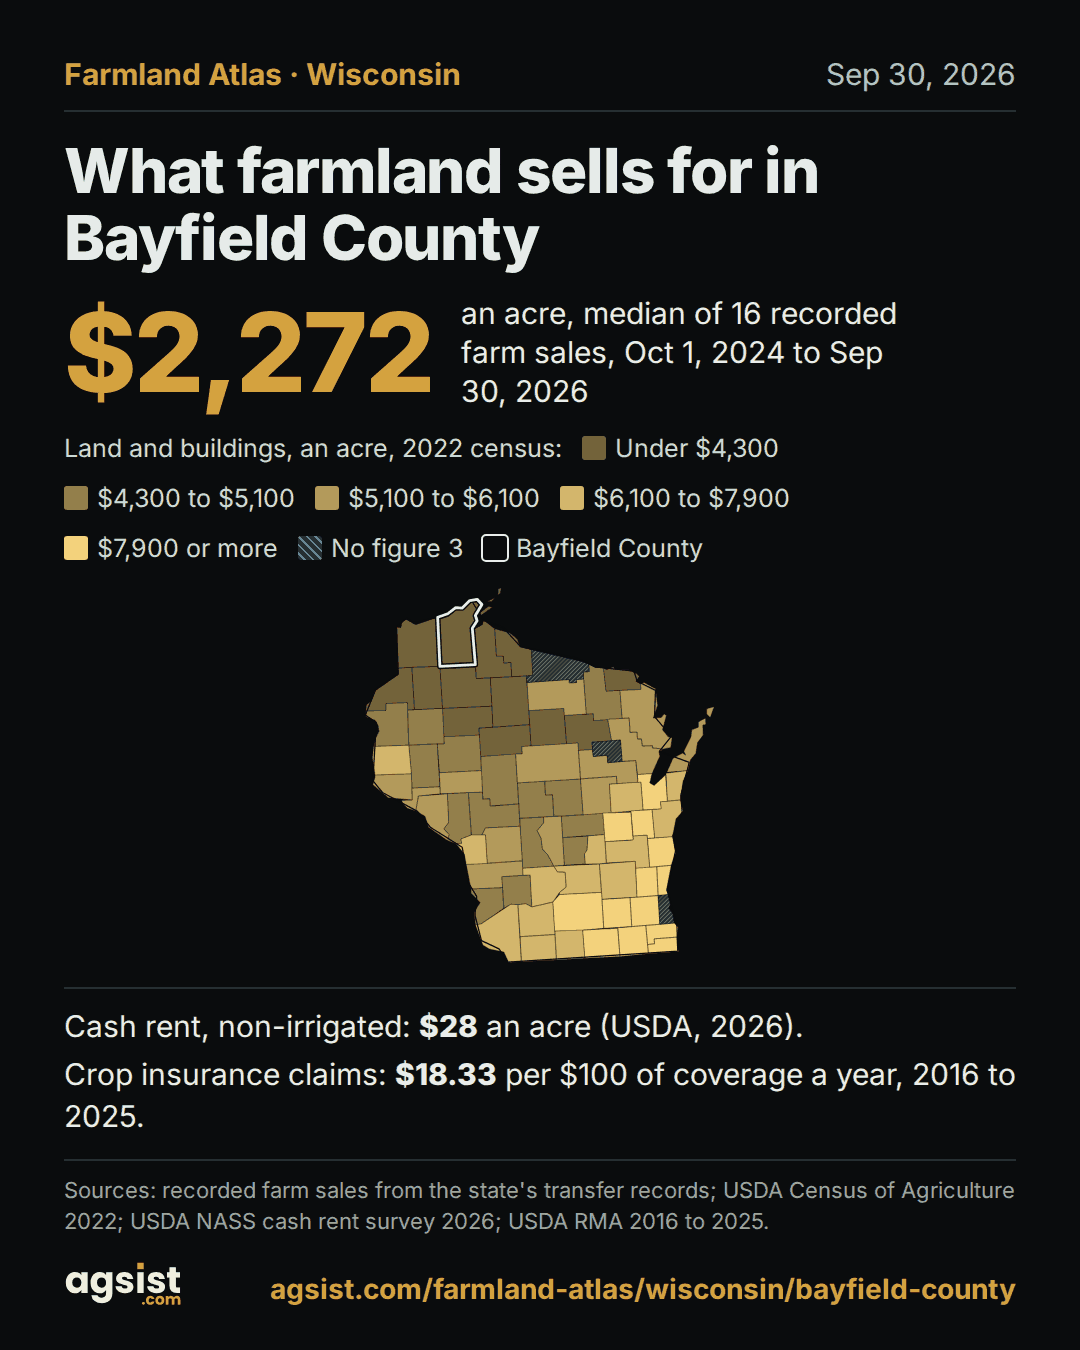 Farmland Atlas · Wisconsin
Sep 30, 2026
What farmland sells for in
Bayfield County
$2,272
an acre, median of 16 recorded
farm sales, Oct 1, 2024 to Sep
30, 2026
Land and buildings, an acre, 2022 census: Under $4,300
$4,300 to $5,100 $5,100 to $6,100 $6,100 to $7,900
$7,900 or more No figure 3 Bayfield County
Cash rent, non-irrigated: $28 an acre (USDA, 2026).
Crop insurance claims: $18.33 per $100 of coverage a year, 2016 to
2025.
Sources: recorded farm sales from the state's transfer records; USDA Census of Agriculture
2022; USDA NASS cash rent survey 2026; USDA RMA 2016 to 2025.
agsist
.com
agsist.com/farmland-atlas/wisconsin/bayfield-county